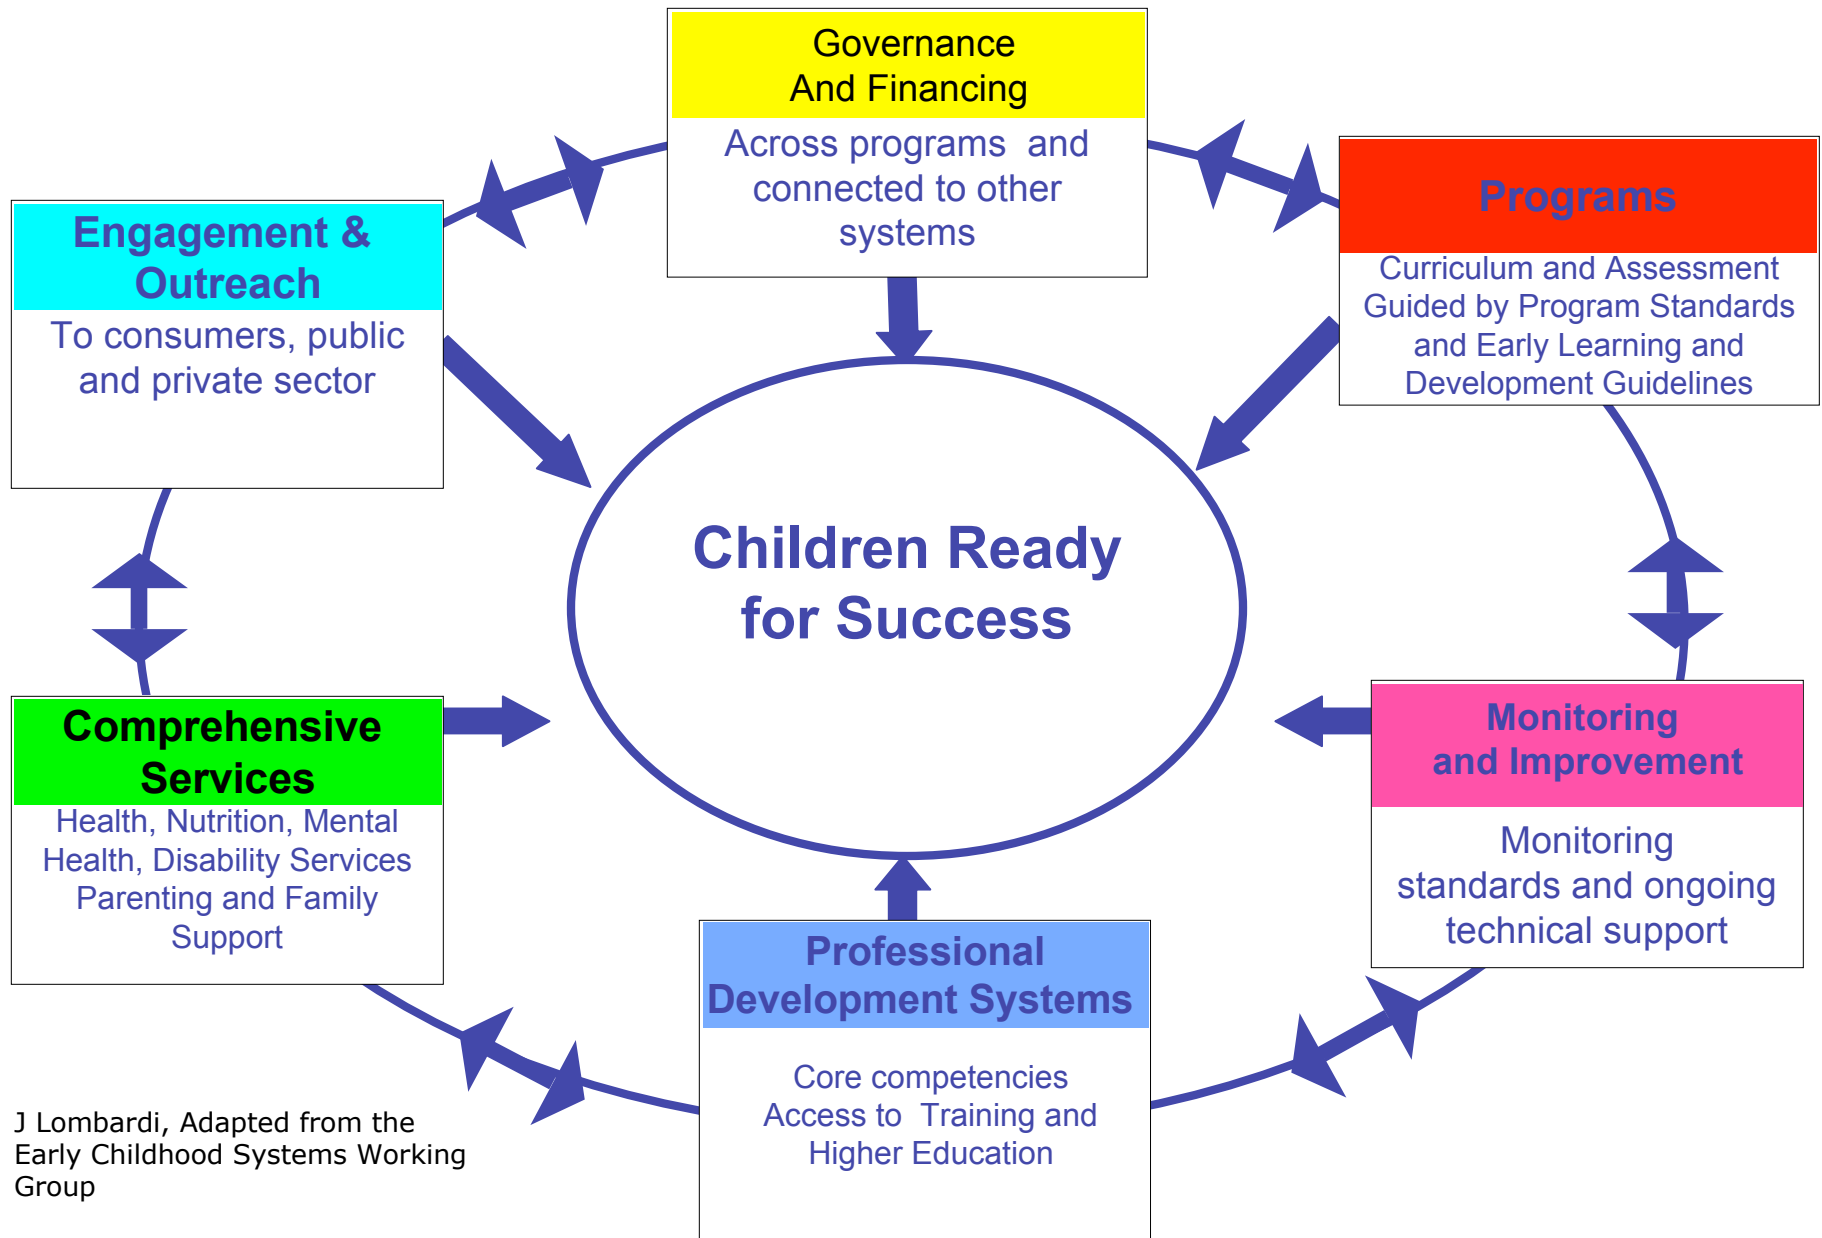 Governance
And Financing
Across programs and
connected to other
systems
Programs
Curriculum and Assessment
Guided by Program Standards
and Early Learning and
Development Guidelines
Engagement &
Outreach
To consumers, public
and private sector
Children Ready
for Success
Comprehensive
Services
Health, Nutrition, Mental
Health, Disability Services
Parenting and Family
Support
Monitoring
and Improvement
Monitoring
standards and ongoing
technical support
Professional
Development Systems
Core competencies
Access to Training and
Higher Education
J Lombardi, Adapted from the
Early Childhood Systems Working
Group